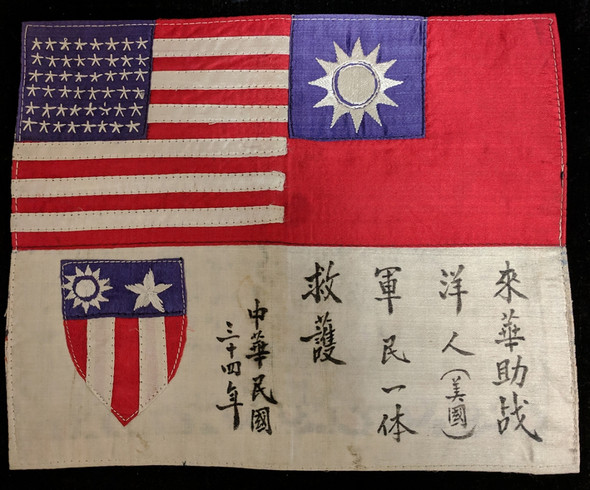 來華助战
洋人(美國)
軍民一体
救護
中華民國
三十四年